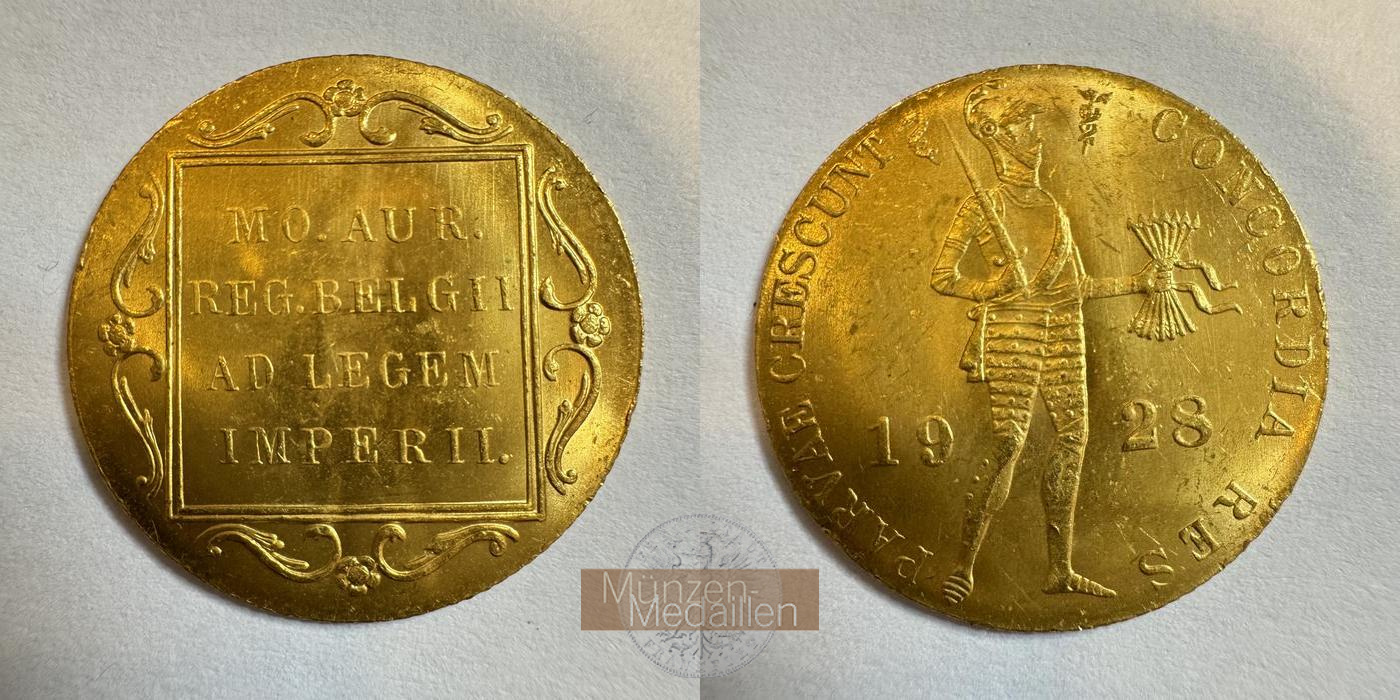 MO. AUR.
REG. BELGII
AD LEGEM
IMPERII.
CONCORDIA RES PARVAE CRESCUNT
19 28
Münzen-
Medaillen